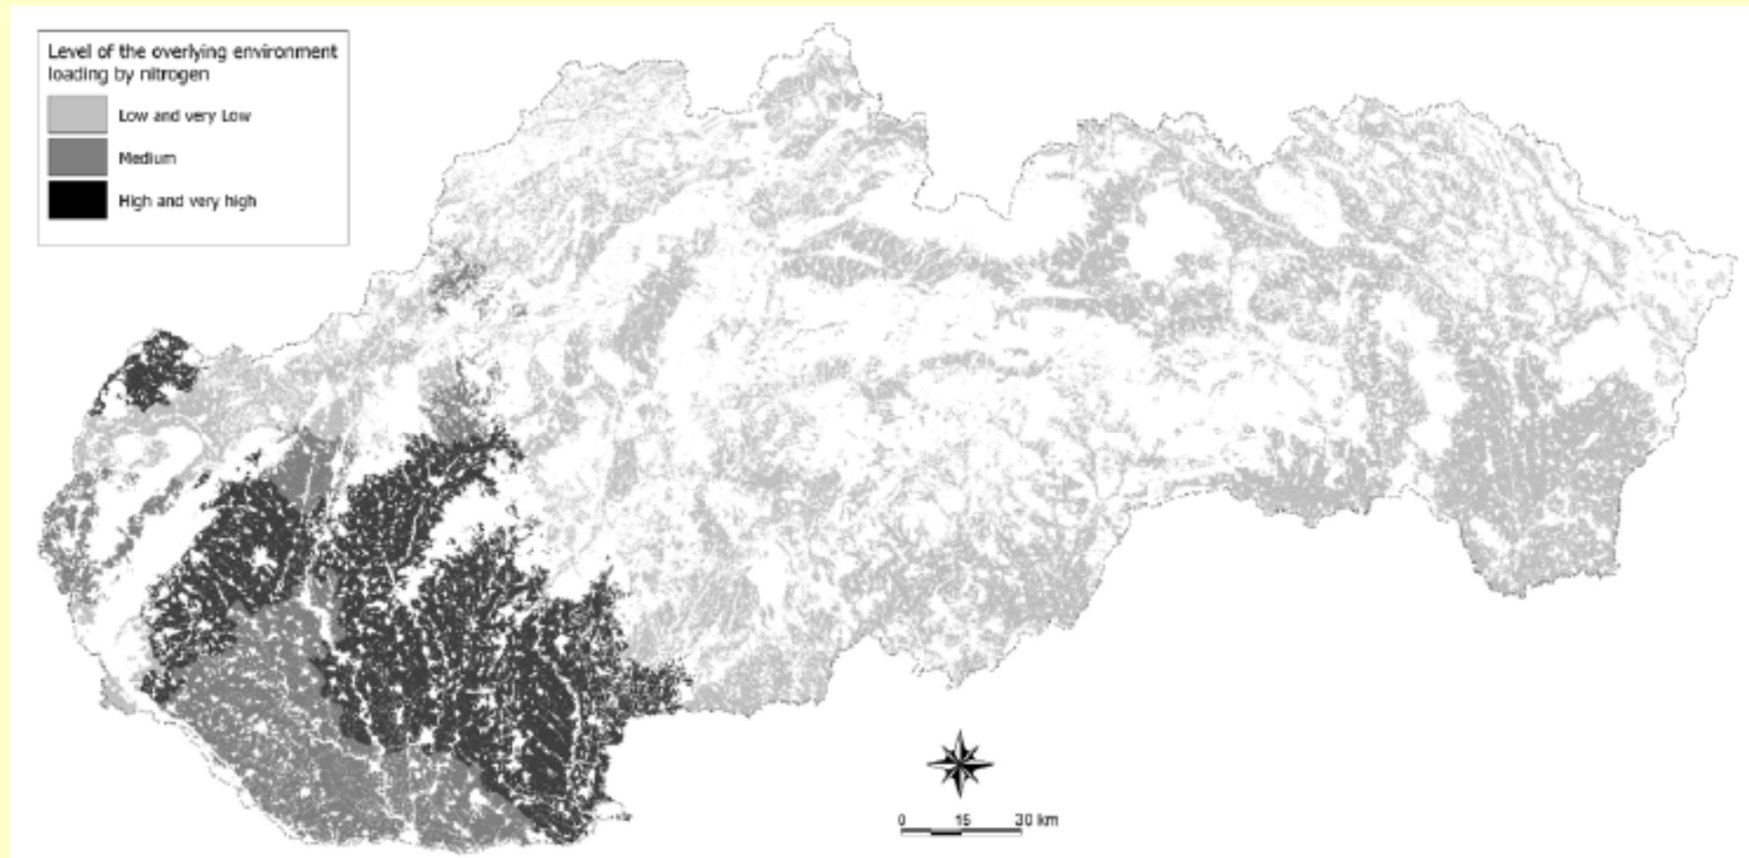 Level of the overlying environment
loading by nitrogen
Low and very Low
Medium
High and very high
0 15 30 km